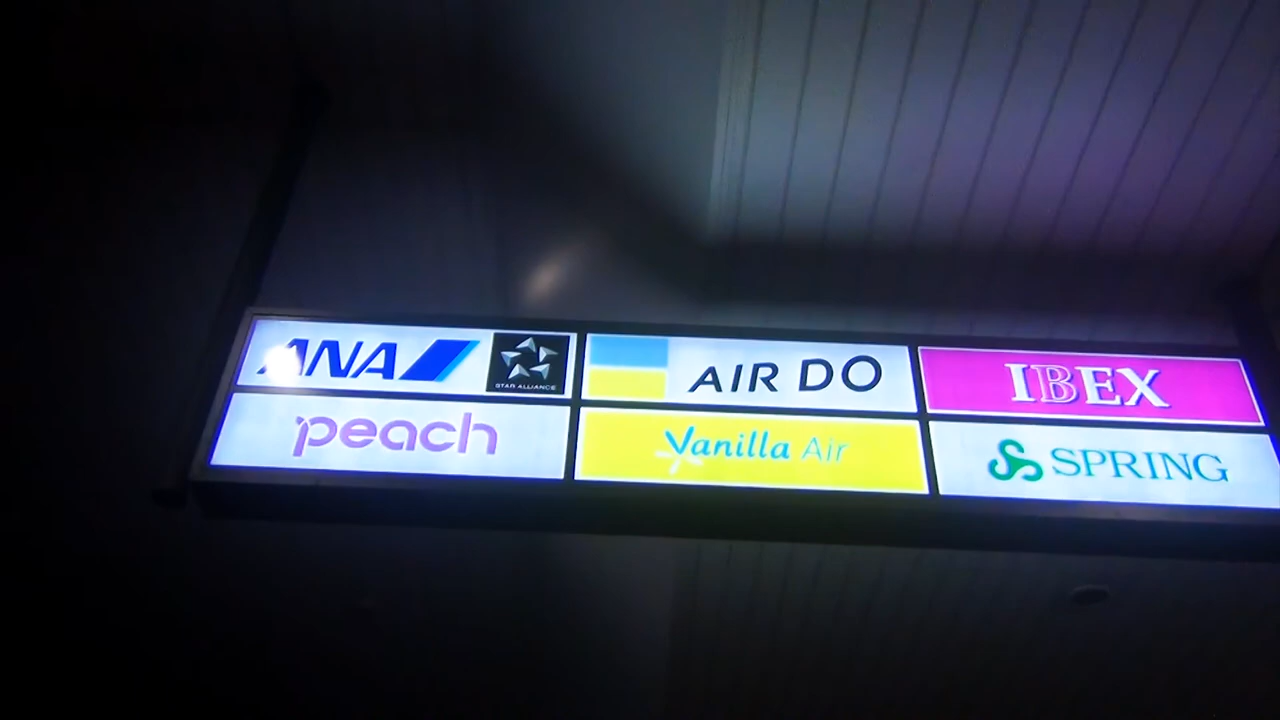 ANA
STAR ALLIANCE
AIR DO
IBEX
peach
Vanilla Air
SPRING